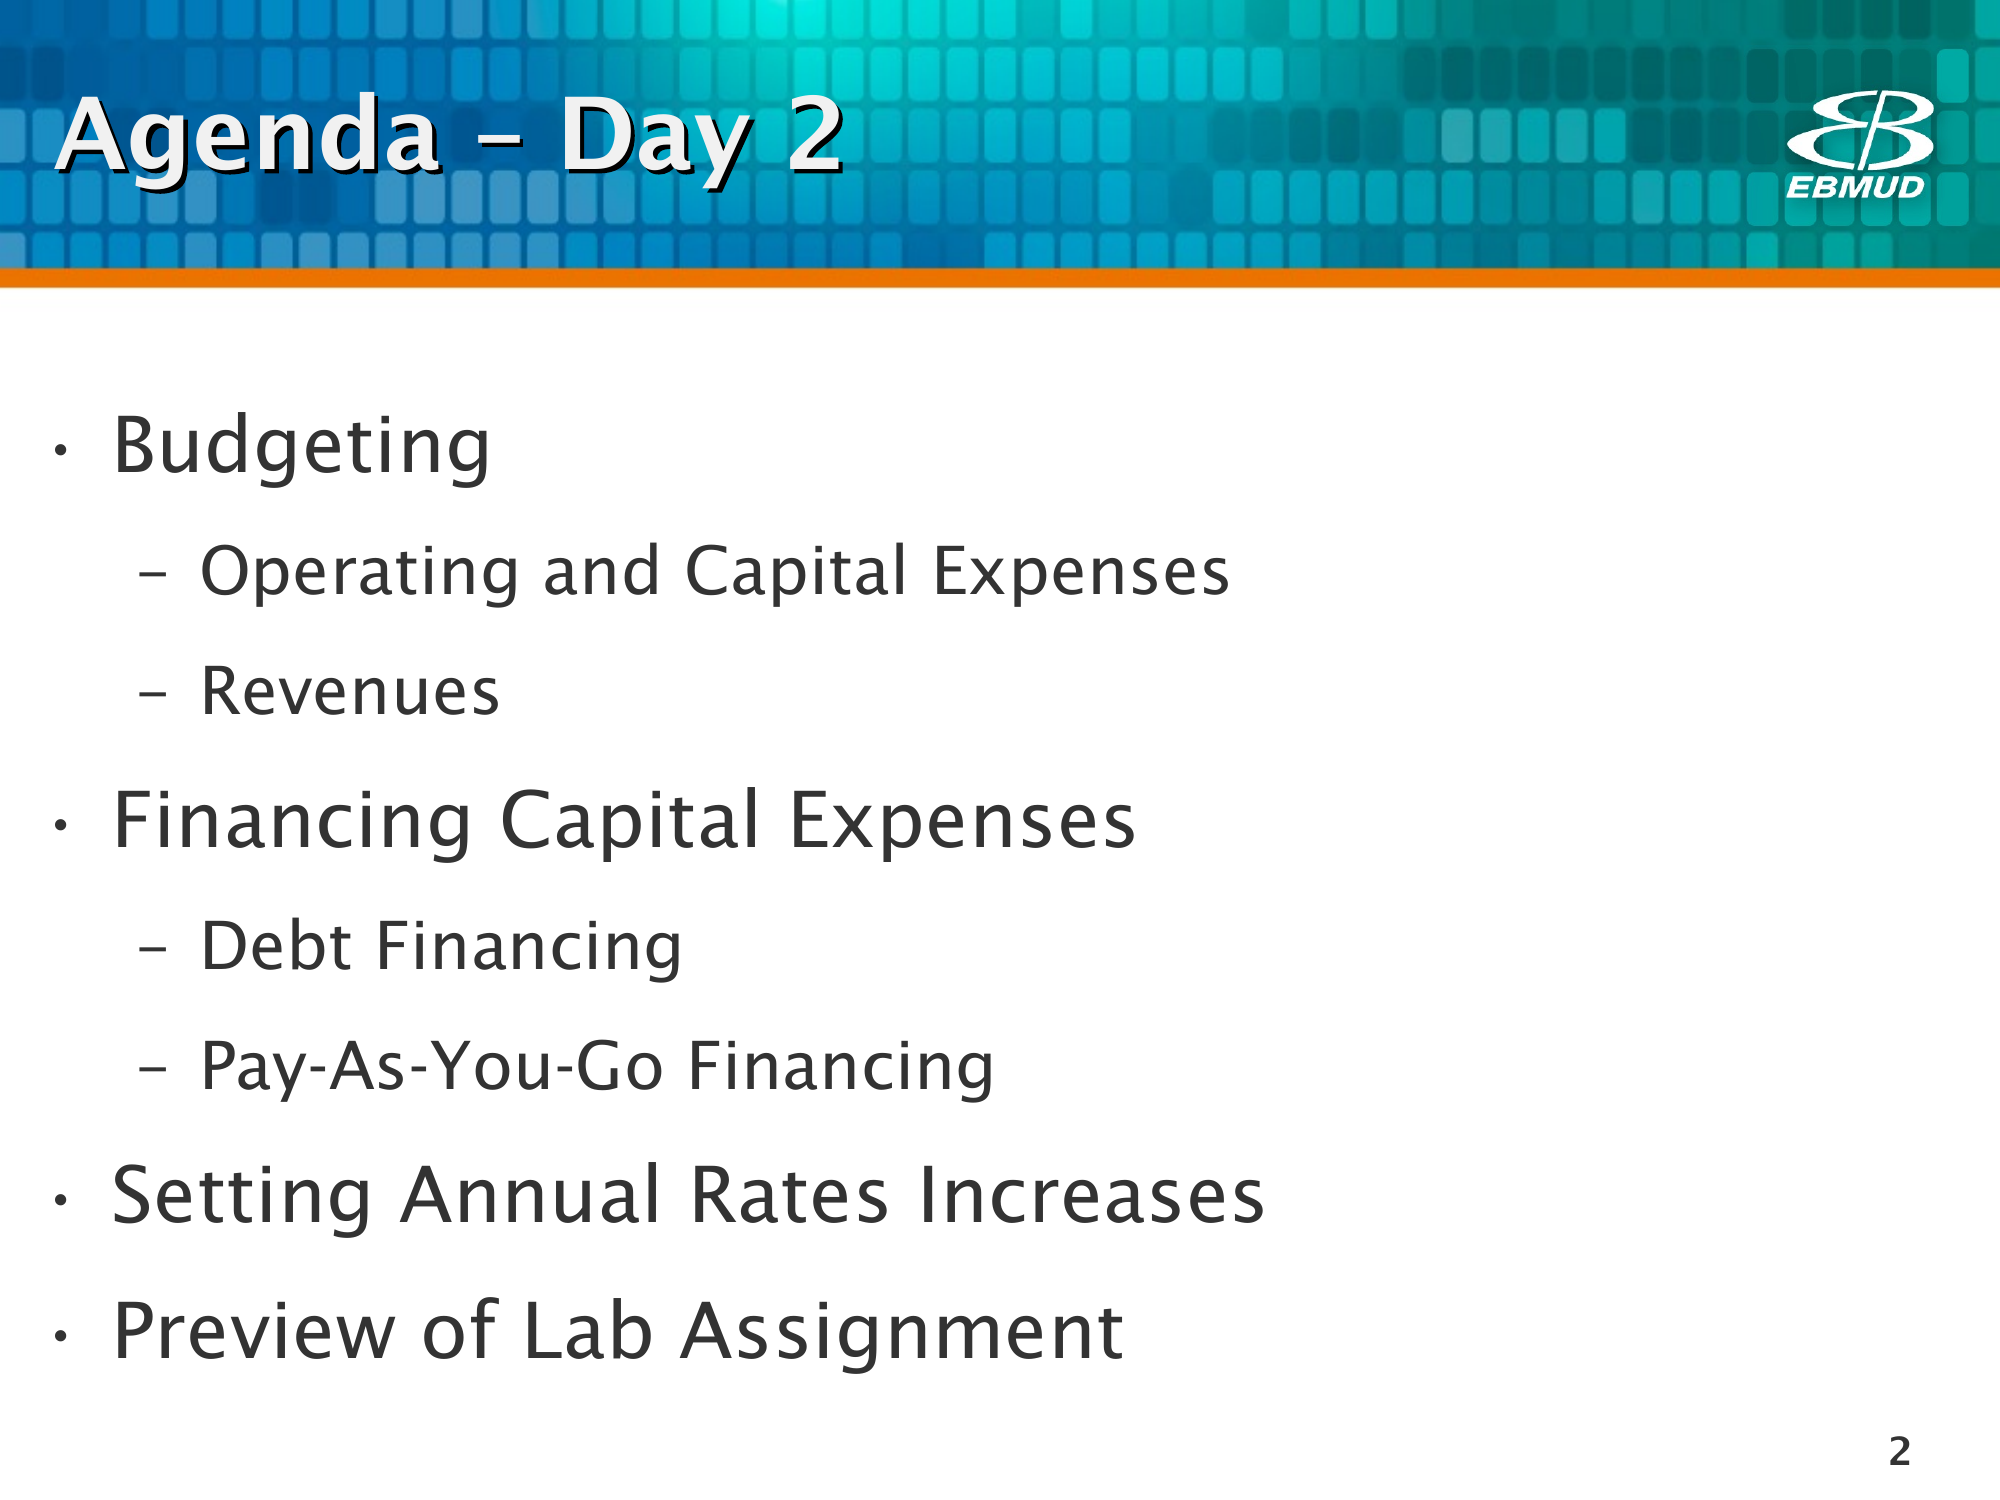 Agenda – Day 2
EBMUD
• Budgeting
– Operating and Capital Expenses
– Revenues
• Financing Capital Expenses
– Debt Financing
– Pay-As-You-Go Financing
• Setting Annual Rates Increases
• Preview of Lab Assignment
2